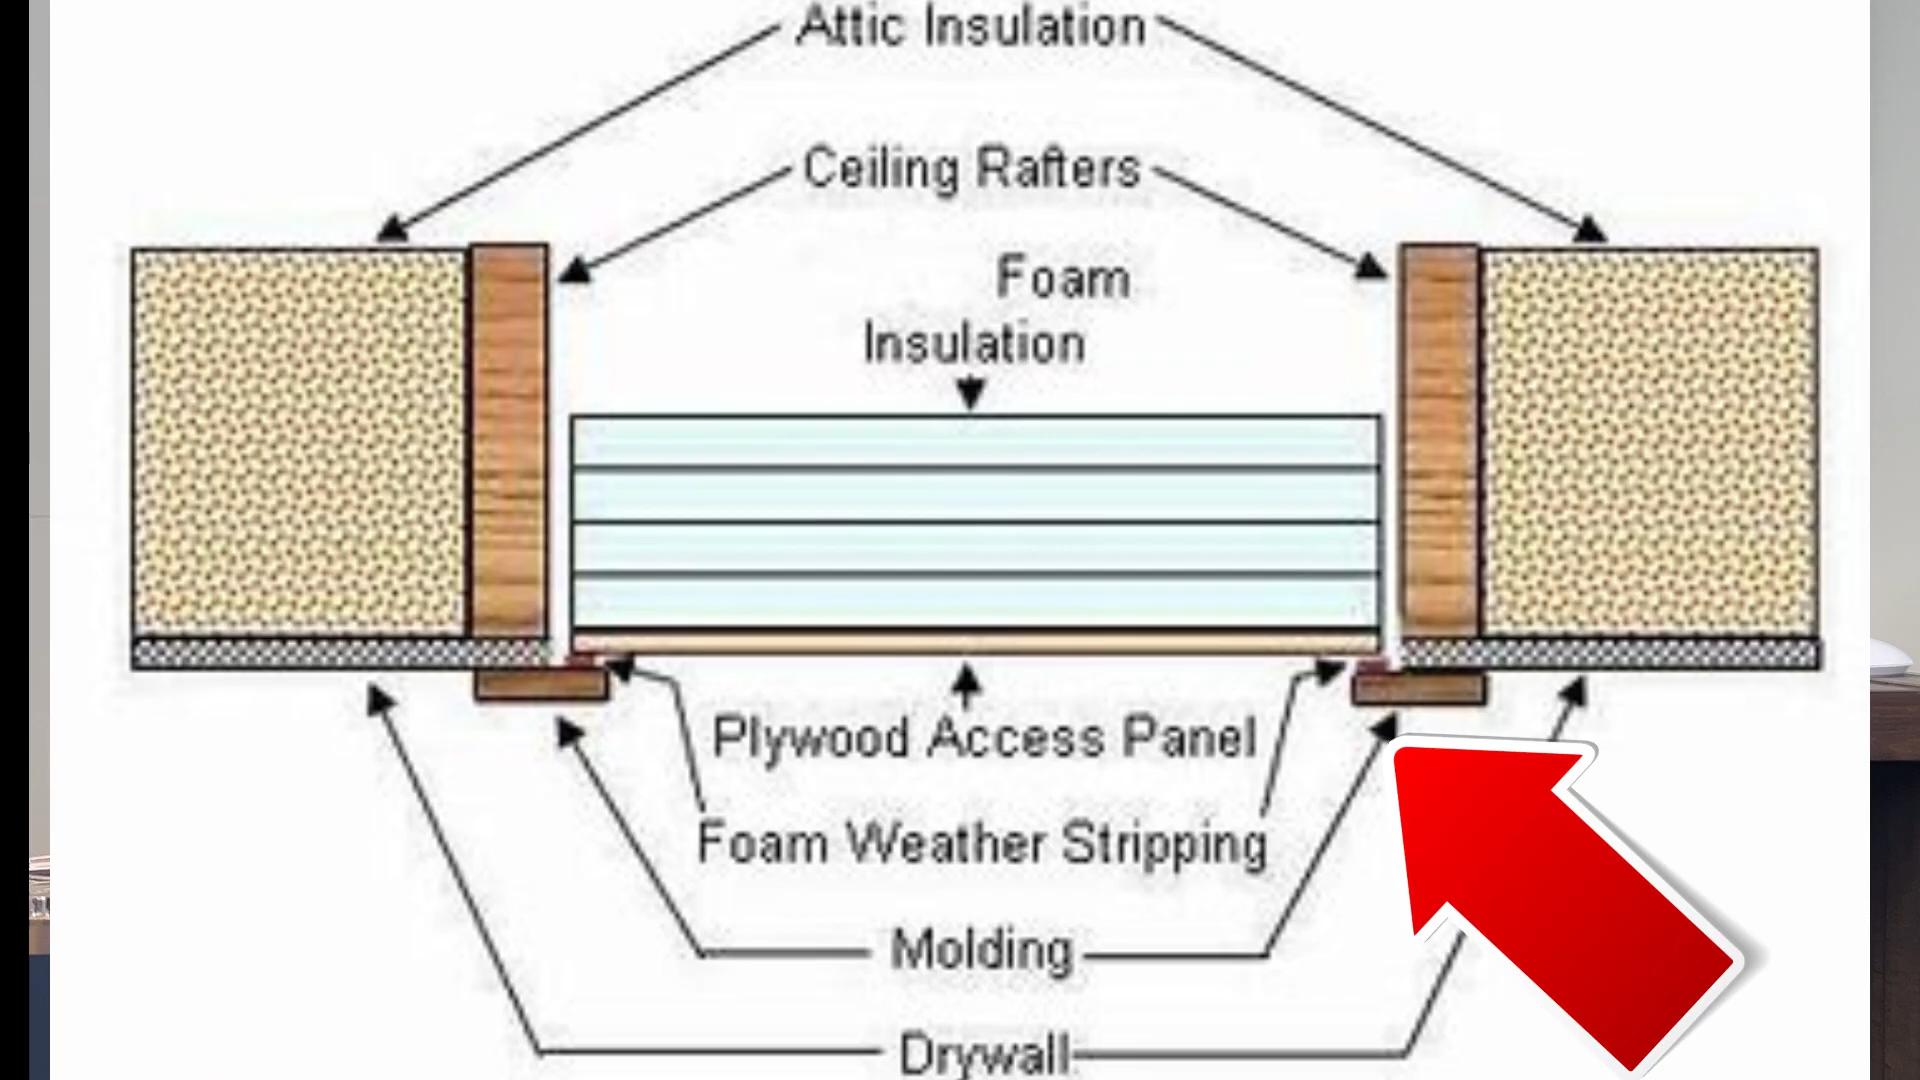 Attic Insulation
Ceiling Rafters
Foam
Insulation
Plywood Access Panel
Foam Weather Stripping
Molding
Drywall